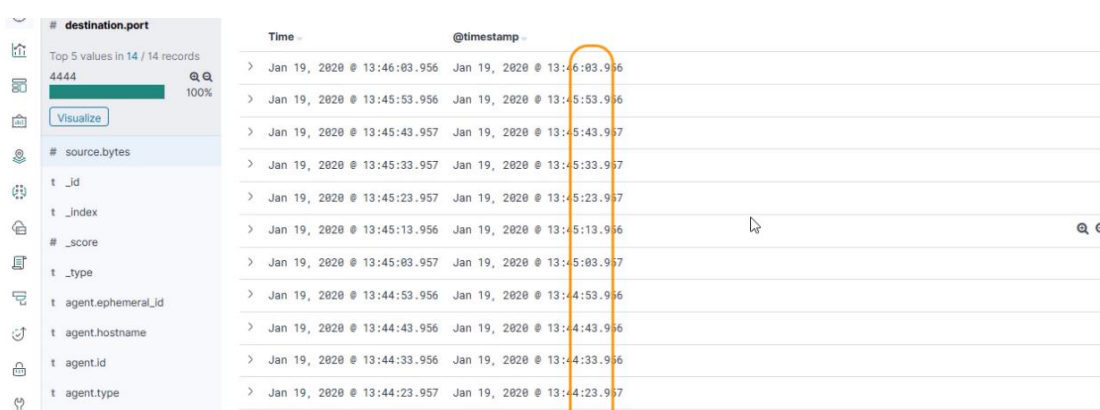 # destination.port
Top 5 values in 14 / 14 records
4444
100%
Visualize
# source.bytes
t _id
t _index
# _score
t _type
t agent.ephemeral_id
t agent.hostname
t agent.id
t agent.type
Time @timestamp
> Jan 19, 2020 @ 13:46:03.956 Jan 19, 2020 @ 13:46:03.956
> Jan 19, 2020 @ 13:45:53.956 Jan 19, 2020 @ 13:45:53.956
> Jan 19, 2020 @ 13:45:43.957 Jan 19, 2020 @ 13:45:43.957
> Jan 19, 2020 @ 13:45:33.957 Jan 19, 2020 @ 13:45:33.957
> Jan 19, 2020 @ 13:45:23.957 Jan 19, 2020 @ 13:45:23.957
> Jan 19, 2020 @ 13:45:13.956 Jan 19, 2020 @ 13:45:13.956
> Jan 19, 2020 @ 13:45:03.957 Jan 19, 2020 @ 13:45:03.957
> Jan 19, 2020 @ 13:44:53.956 Jan 19, 2020 @ 13:44:53.956
> Jan 19, 2020 @ 13:44:43.956 Jan 19, 2020 @ 13:44:43.956
> Jan 19, 2020 @ 13:44:33.956 Jan 19, 2020 @ 13:44:33.956
> Jan 19, 2020 @ 13:44:23.957 Jan 19, 2020 @ 13:44:23.957